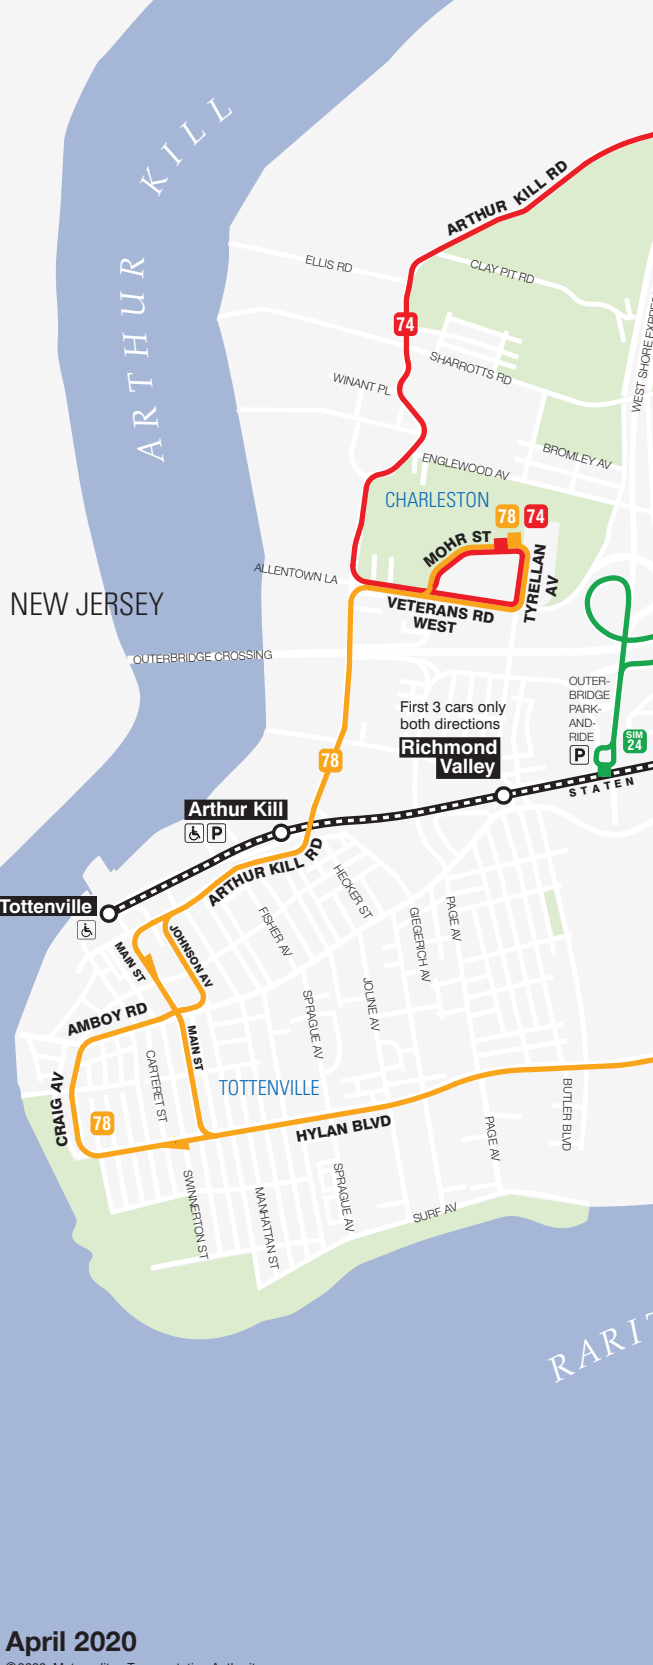 ARTHUR KILL
ARTHUR KILL RD
ELLIS RD
CLAY PIT RD
74
WEST SHORE
SHARROTTS RD
WINANT PL
ENGLEWOOD AV
BROMLEY AV
CHARLESTON
78 74
MOHR ST
TYRELLAN
AV
ALLENTOWN LA
VETERANS RD
WEST
NEW JERSEY
OUTERBRIDGE CROSSING
OUTER-
BRIDGE
PARK-
AND-
RIDE
P
SIM
24
First 3 cars only
both directions
Richmond
Valley
78
STATEN
Arthur Kill
P
ARTHUR KILL RD
HECKER ST
Tottenville
FISHER AV
GIEGERICH AV
PAGE AV
MAIN ST
JOHNSON AV
JOLINE AV
SPRAGUE AV
AMBOY RD
MAIN ST
CARTERET ST
TOTTENVILLE
CRAIG AV
78
HYLAN BLVD
BUTLER BLVD
PAGE AV
SWINNERTON ST
MANHATTAN ST
SPRAGUE AV
SURF AV
RARIT
April 2020